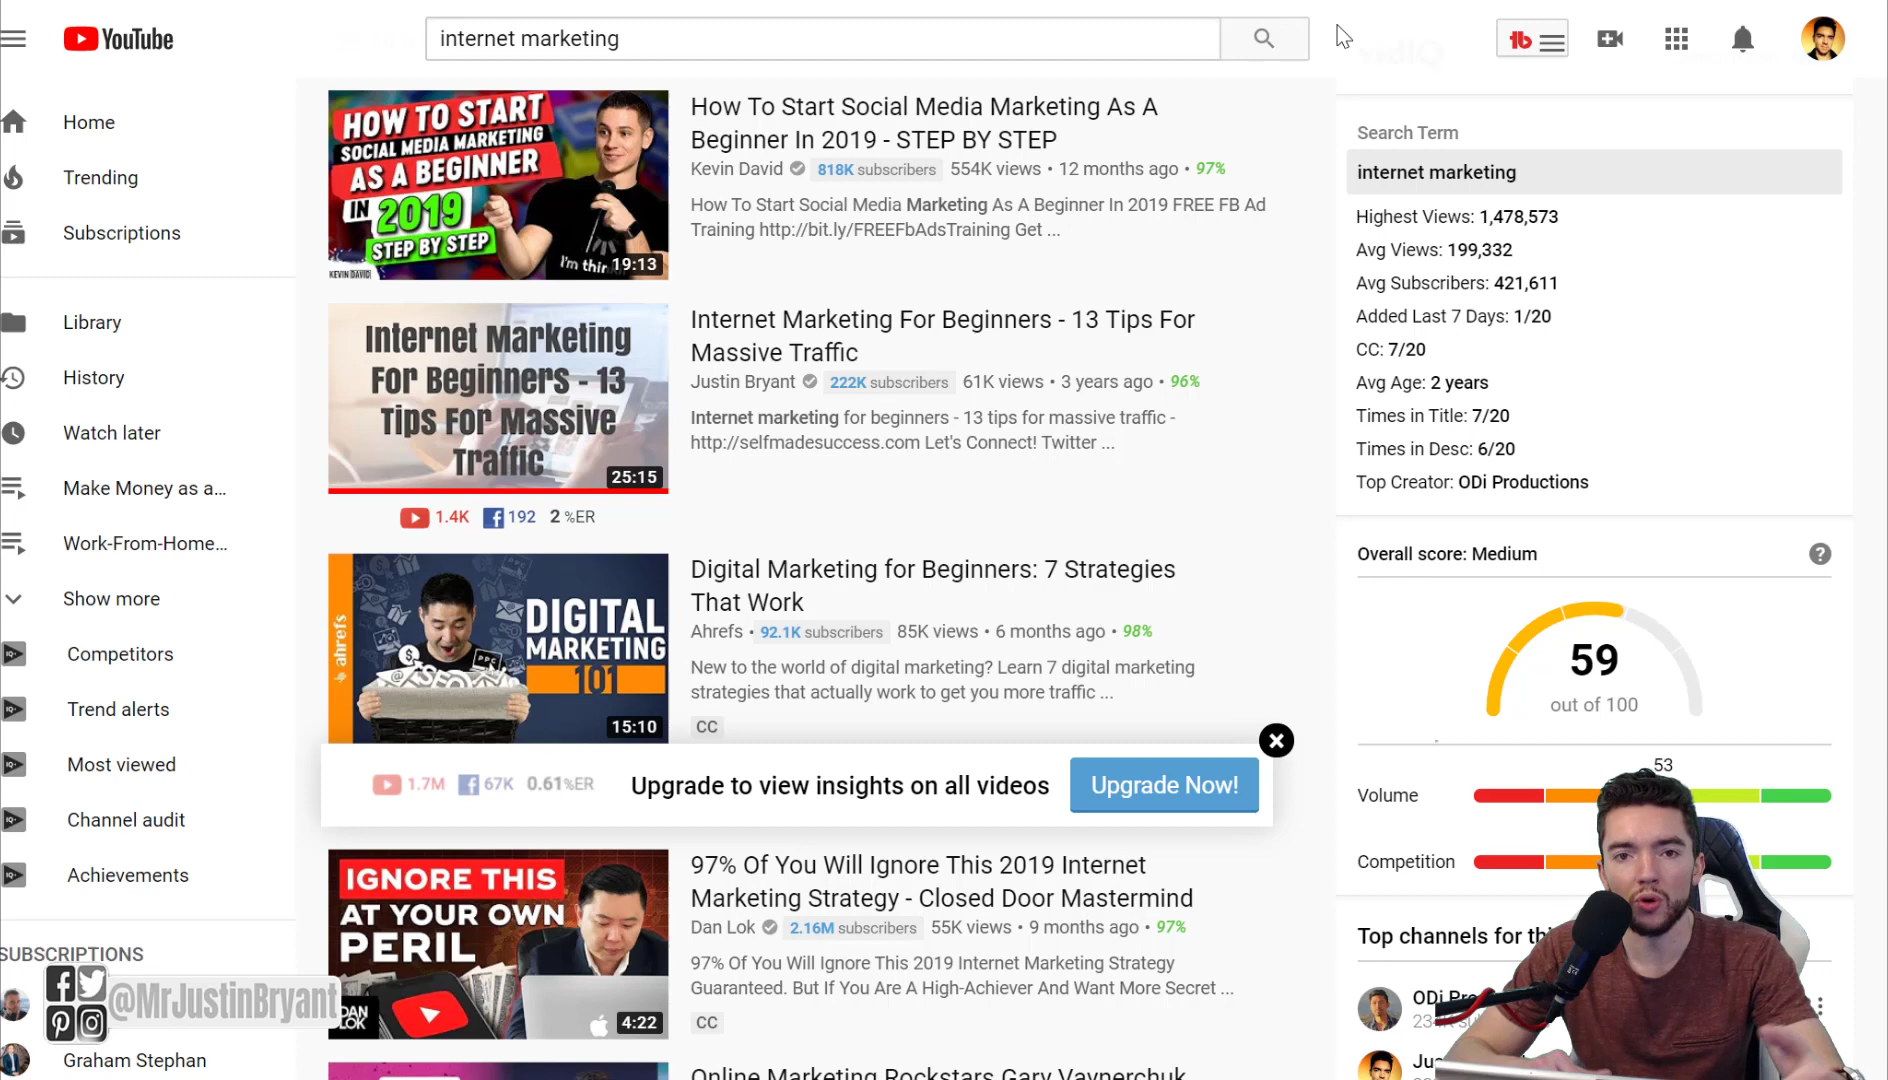 YouTube
internet marketing
tb
Home
Trending
Subscriptions
Library
History
Watch later
Make Money as a...
Work-From-Home...
Show more
Competitors
Trend alerts
Most viewed
Channel audit
Achievements
SUBSCRIPTIONS
@MrJustinBryant
Graham Stephan
HOW TO START
SOCIAL MEDIA MARKETING
AS A BEGINNER
IN 2019
STEP BY STEP
KEVIN DAVID
19:13
How To Start Social Media Marketing As A
Beginner In 2019 - STEP BY STEP
Kevin David 818K subscribers 554K views • 12 months ago • 97%
How To Start Social Media Marketing As A Beginner In 2019 FREE FB Ad
Training http://bit.ly/FREEFbAdsTraining Get ...
Internet Marketing
For Beginners - 13
Tips For Massive
Traffic
25:15
1.4K 192 2 %ER
Internet Marketing For Beginners - 13 Tips For
Massive Traffic
Justin Bryant 222K subscribers 61K views • 3 years ago • 96%
Internet marketing for beginners - 13 tips for massive traffic -
http://selfmadesuccess.com Let's Connect! Twitter ...
ahrefs
DIGITAL
MARKETING
101
15:10
Digital Marketing for Beginners: 7 Strategies
That Work
Ahrefs • 92.1K subscribers 85K views • 6 months ago • 98%
New to the world of digital marketing? Learn 7 digital marketing
strategies that actually work to get you more traffic ...
CC
1.7M 67K 0.61%ER
Upgrade to view insights on all videos
Upgrade Now!
IGNORE THIS
AT YOUR OWN
PERIL
DAN
LOK
4:22
97% Of You Will Ignore This 2019 Internet
Marketing Strategy - Closed Door Mastermind
Dan Lok 2.16M subscribers 55K views • 9 months ago • 97%
97% Of You Will Ignore This 2019 Internet Marketing Strategy
Guaranteed. But If You Are A High-Achiever And Want More Secret ...
CC
Online Marketing Rockstars Gary Vaynerchuk
Search Term
internet marketing
Highest Views: 1,478,573
Avg Views: 199,332
Avg Subscribers: 421,611
Added Last 7 Days: 1/20
CC: 7/20
Avg Age: 2 years
Times in Title: 7/20
Times in Desc: 6/20
Top Creator: ODi Productions
Overall score: Medium
59
out of 100
53
Volume
Competition
Top channels for